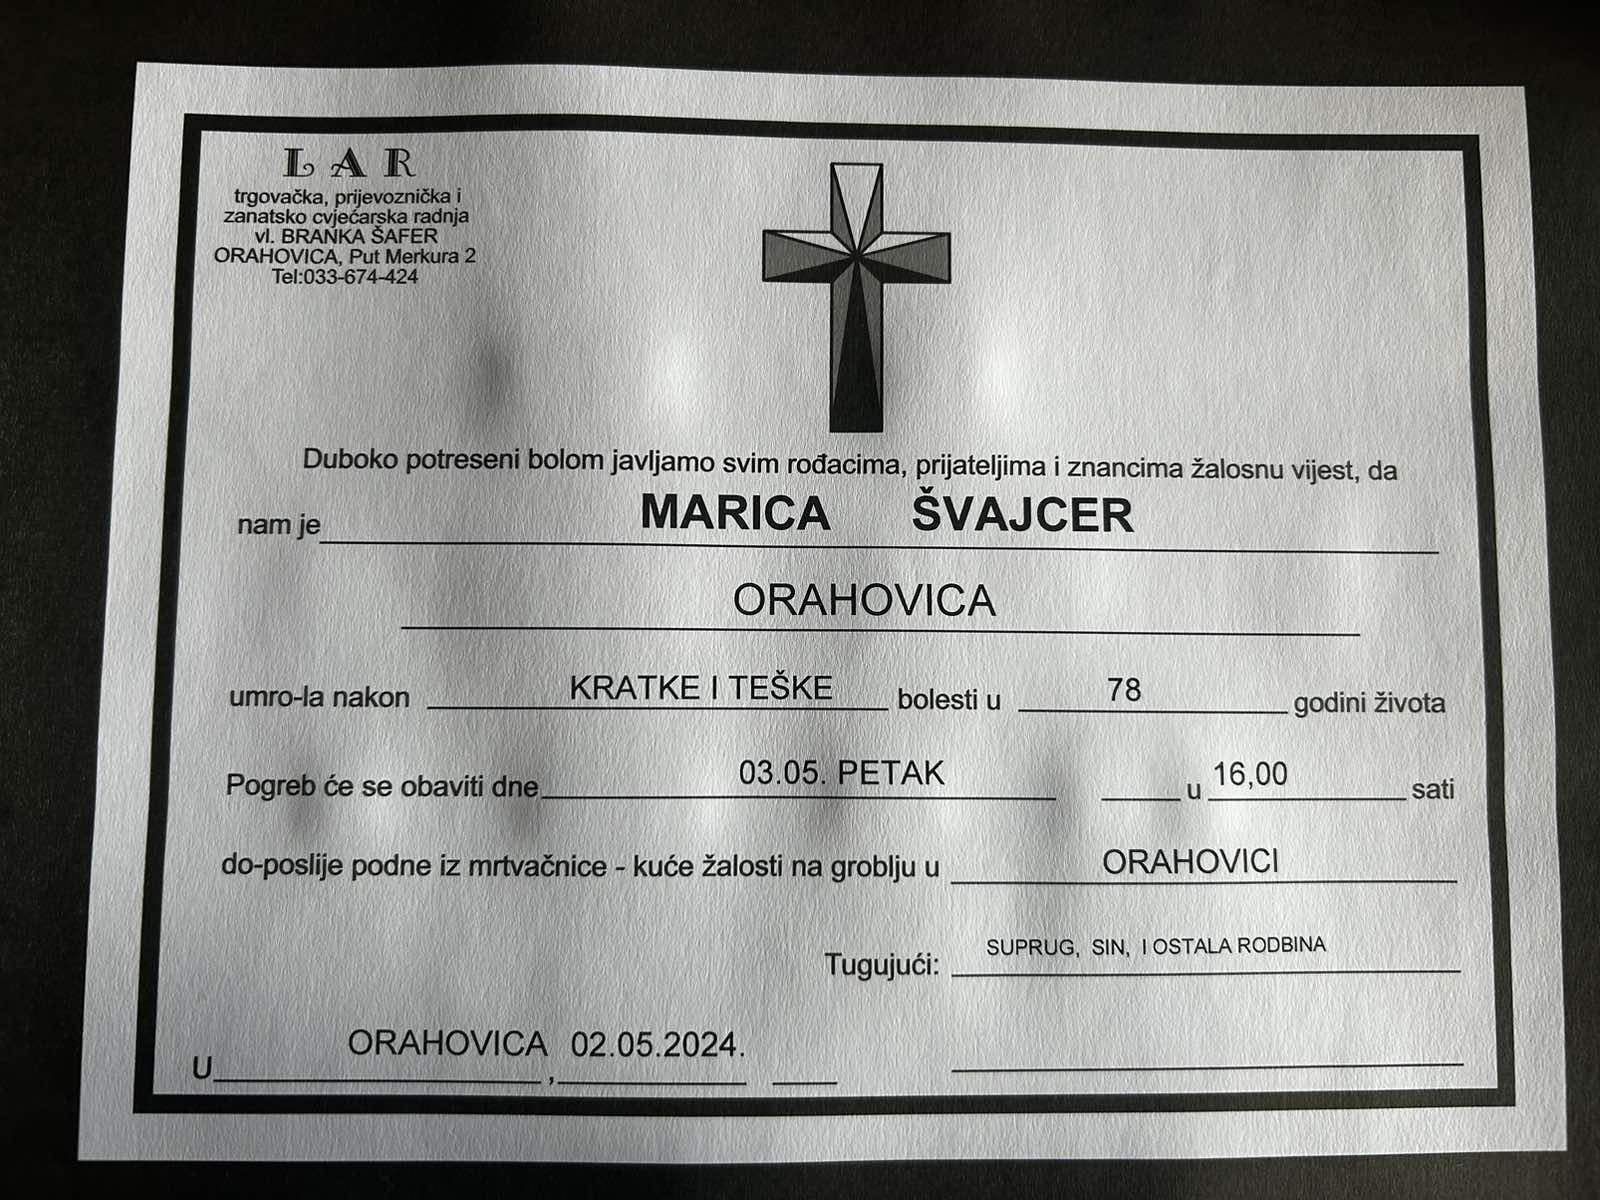 LAR
trgovačka, prijevoznička i
zanatsko cvjećarska radnja
vl. BRANKA ŠAFER
ORAHOVICA, Put Merkura 2
Tel:033-674-424
Duboko potreseni bolom javljamo svim rođacima, prijateljima i znancima žalosnu vijest, da
nam je MARICA ŠVAJCER
ORAHOVICA
umro-la nakon KRATKE I TEŠKE bolesti u 78 godini života
Pogreb će se obaviti dne 03.05. PETAK u 16,00 sati
do-poslije podne iz mrtvačnice - kuće žalosti na groblju u ORAHOVICI
Tugujući: SUPRUG, SIN, I OSTALA RODBINA
U ORAHOVICA, 02.05.2024.